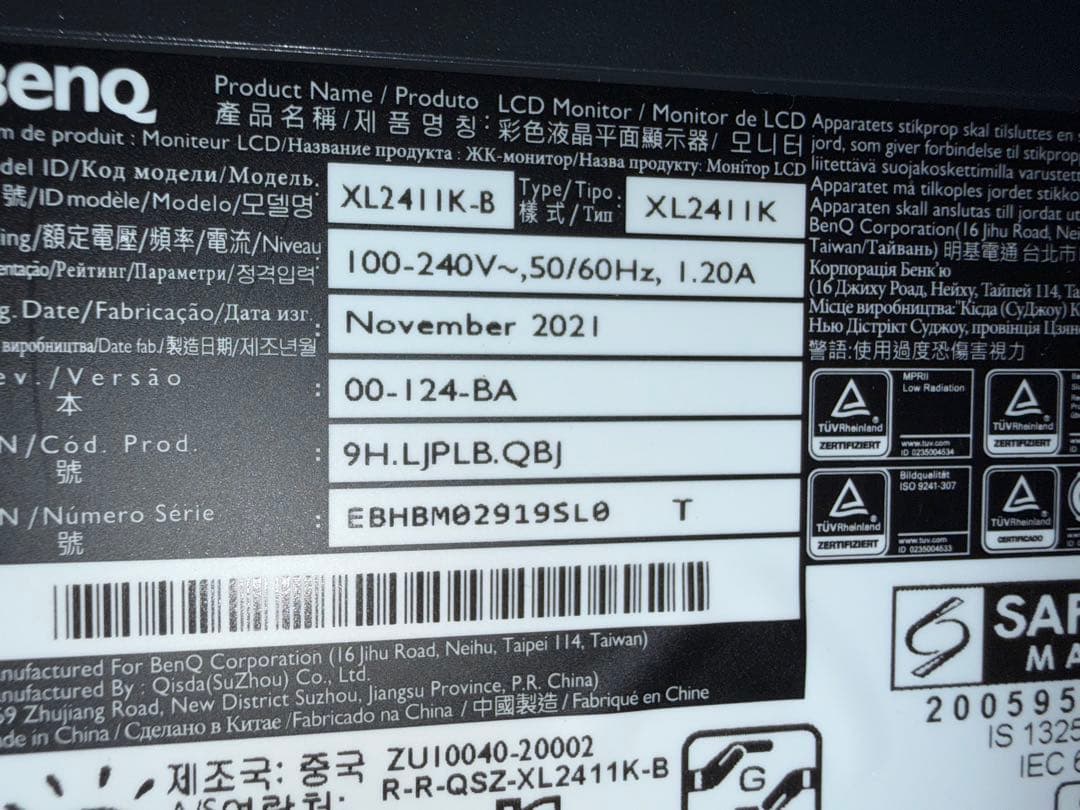 BenQ
Product Name / Produto LCD Monitor / Monitor de LCD
產品名稱/제품명칭: 彩色液晶平面顯示器/ 모니터
de produit : Moniteur LCD/Название продукта : ЖК-монитор/Назва продукту: Монітор LCD
ID/Код модели/Модель.
號/ID modèle/Modelo/모델명
XL2411K-B
Type/Tipo
樣式/Тип
:
XL2411K
額定電壓/頻率/電流/Niveau
Рейтинг/Параметри/정격입력
100-240V~,50/60Hz, 1.20A
Date/Fabricação/Дата изг.
виробництва/Date fab./製造日期/제조년월
:
November 2021
/Versão
本
:
00-124-BA
/Cód. Prod.
號
:
9H.LJPLB.QBJ
/Número Série
號
:
EBHBM02919SL0 T
For BenQ Corporation (16 Jihu Road, Neihu, Taipei 114, Taiwan)
By : Qisda(SuZhou) Co., Ltd.
69 Zhujiang Road, New District Suzhou, Jiangsu Province, P.R. China)
in China /Сделано в Китае /Fabricado na China / 中國製造 / Fabriqué en Chine
제조국: 중국
ZU10040-20002
R-R-QSZ-XL2411K-B
G
Apparatets stikprop skal tilsluttes en
jord, som giver forbindelse til stikprop
liitettävä suojakoskettimilla varustett
Apparatet må tilkoples jordet stikko
Apparaten skall anslutas till jordat u
BenQ Corporation(16 Jihu Road, Nei
Taiwan/Тайвань) 明基電通 台北市
Корпорація Бенк'ю
(16 Джиху Роад, Нейху, Тайпей 114, Та
Місце виробництва:"Кісда (СуДжоу) К
Нью Дістрікт Суджоу, провінція Цзян
警語:使用過度恐傷害視力
TÜVRheinland
ZERTIFIZIERT
MPRII
Low Radiation
www.tuv.com
ID 0235004534
TÜVRheinland
ZERTIFIZIERT
TÜVRheinland
ZERTIFIZIERT
Bildqualität
ISO 9241-307
www.tuv.com
ID 0235004533
TÜVRheinland
CERTIFICADO
SAF
MA
200595
IS 1325
IEC 6